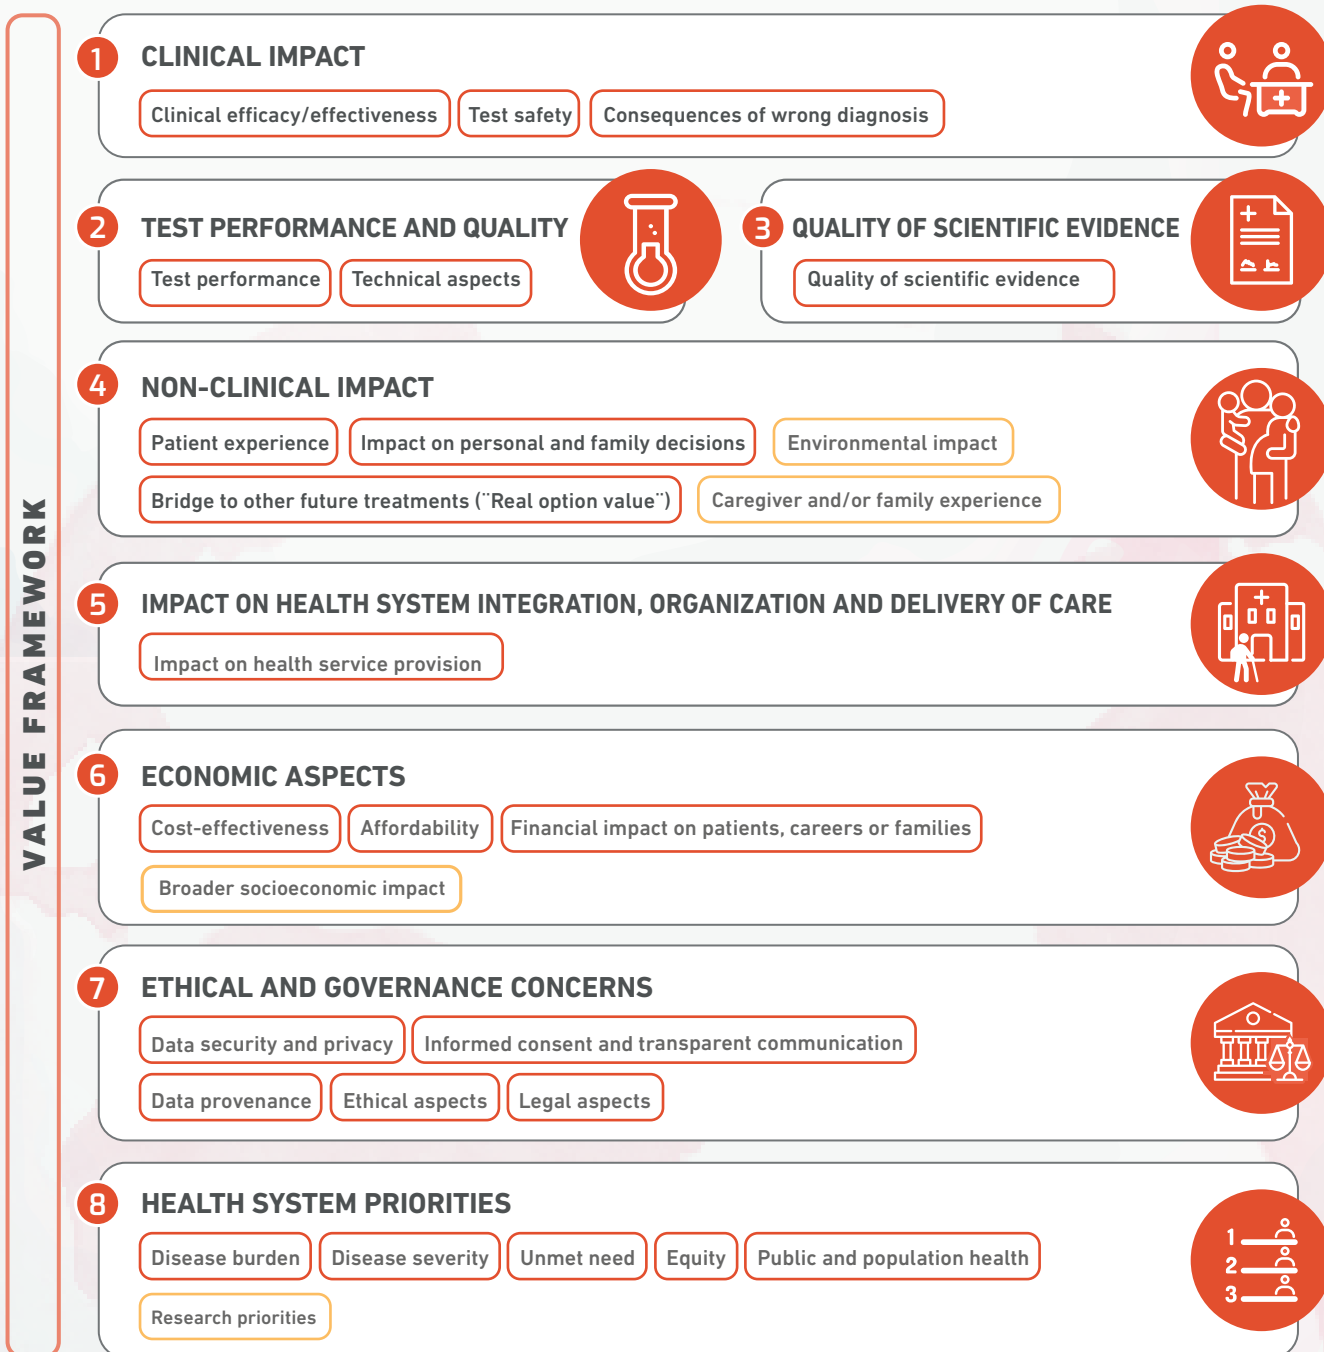 VALUE FRAMEWORK
1 CLINICAL IMPACT
Clinical efficacy/effectiveness Test safety Consequences of wrong diagnosis
2 TEST PERFORMANCE AND QUALITY
Test performance Technical aspects
3 QUALITY OF SCIENTIFIC EVIDENCE
Quality of scientific evidence
4 NON-CLINICAL IMPACT
Patient experience Impact on personal and family decisions Environmental impact
Bridge to other future treatments (¨Real option value¨) Caregiver and/or family experience
5 IMPACT ON HEALTH SYSTEM INTEGRATION, ORGANIZATION AND DELIVERY OF CARE
Impact on health service provision
6 ECONOMIC ASPECTS
Cost-effectiveness Affordability Financial impact on patients, careers or families
Broader socioeconomic impact
$
7 ETHICAL AND GOVERNANCE CONCERNS
Data security and privacy Informed consent and transparent communication
Data provenance Ethical aspects Legal aspects
8 HEALTH SYSTEM PRIORITIES
Disease burden Disease severity Unmet need Equity Public and population health
Research priorities
1
2
3